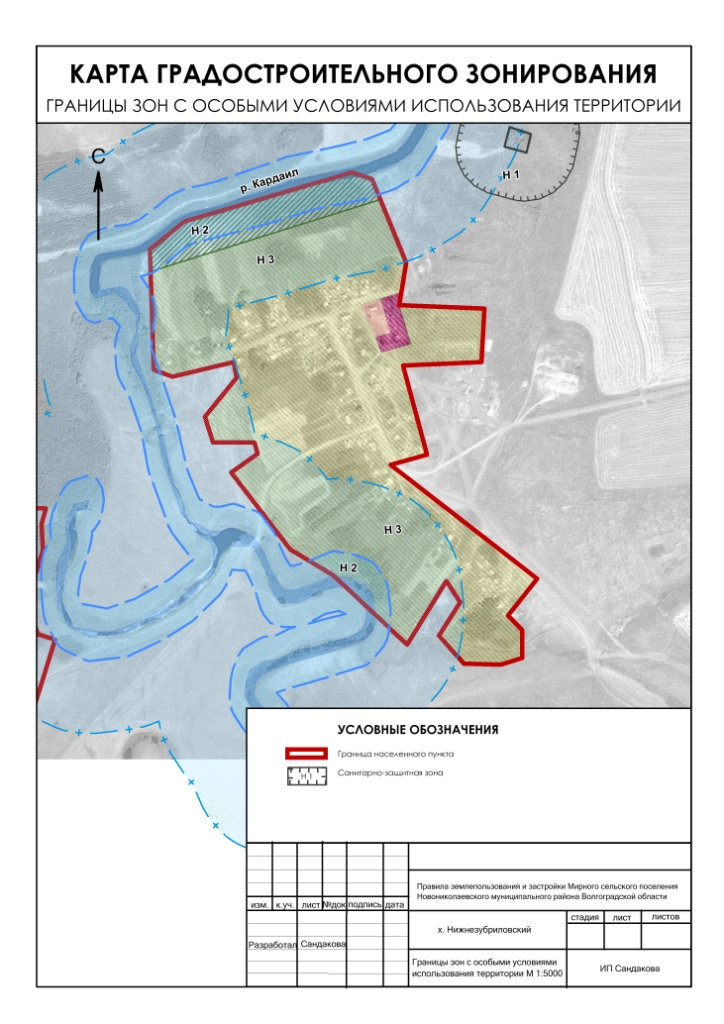 КАРТА ГРАДОСТРОИТЕЛЬНОГО ЗОНИРОВАНИЯ
ГРАНИЦЫ ЗОН С ОСОБЫМИ УСЛОВИЯМИ ИСПОЛЬЗОВАНИЯ ТЕРРИТОРИИ
С
р. Кардаил
Н 1
Н 2
Н 3
Н 3
Н 2
УСЛОВНЫЕ ОБОЗНАЧЕНИЯ
Граница населенного пункта
Н 1
Санитарно-защитная зона
Правила землепользования и застройки Мирного сельского поселения
Новониколаевского муниципального района Волгоградской области
изм. к.уч. лист №док подпись дата
х. Нижнезубриловский
стадия лист листов
Разработал Сандакова
Границы зон с особыми условиями
использования территории М 1:5000
ИП Сандакова